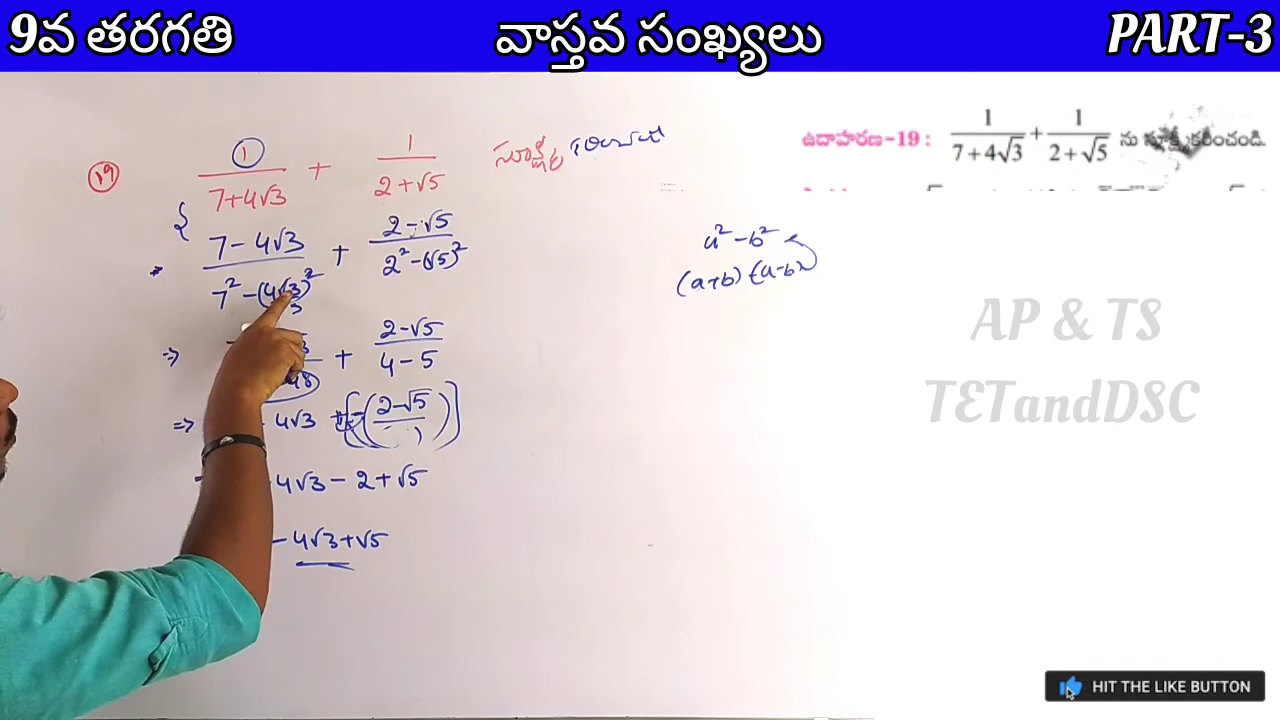 9వ తరగతి వాస్తవ సంఖ్యలు PART-3
ఉదాహరణ-19 : 1/(7+4√3) + 1/(2+√5) ను సూక్ష్మీకరించండి.
19 1/(7+4√3) + 1/(2+√5)
(7-4√3)/(7²-(4√3)²) + (2-√5)/(2²-(√5)²)
a²-b²
(a+b) (a-b)
⇒ + (2-√5)/(4-5)
⇒ 4√3 (2-√5)
4√3 - 2+√5
- 4√3+√5
AP & TS
TETandDSC
HIT THE LIKE BUTTON